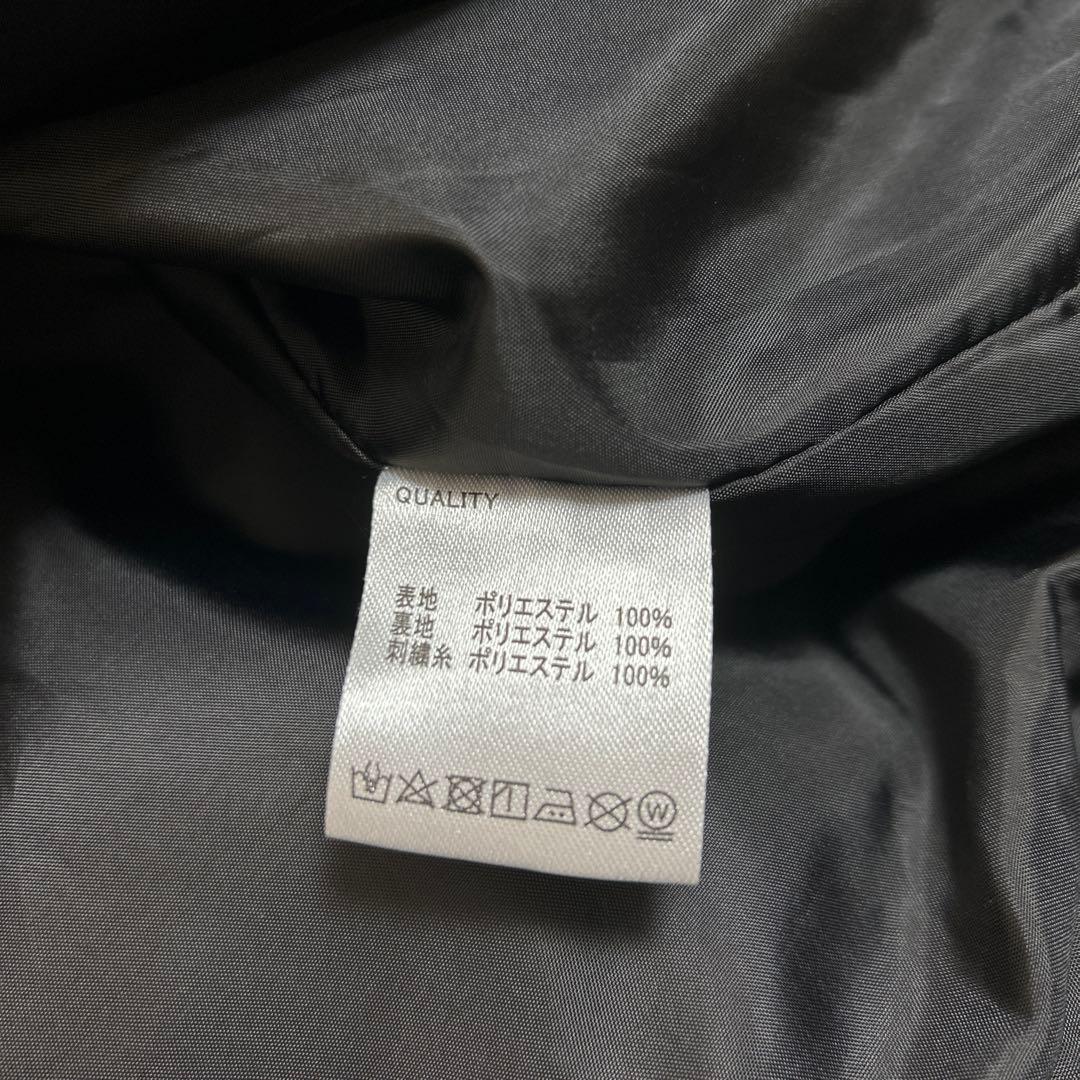 QUALITY
表地 ポリエステル 100%
裏地 ポリエステル 100%
刺繍糸 ポリエステル 100%
W